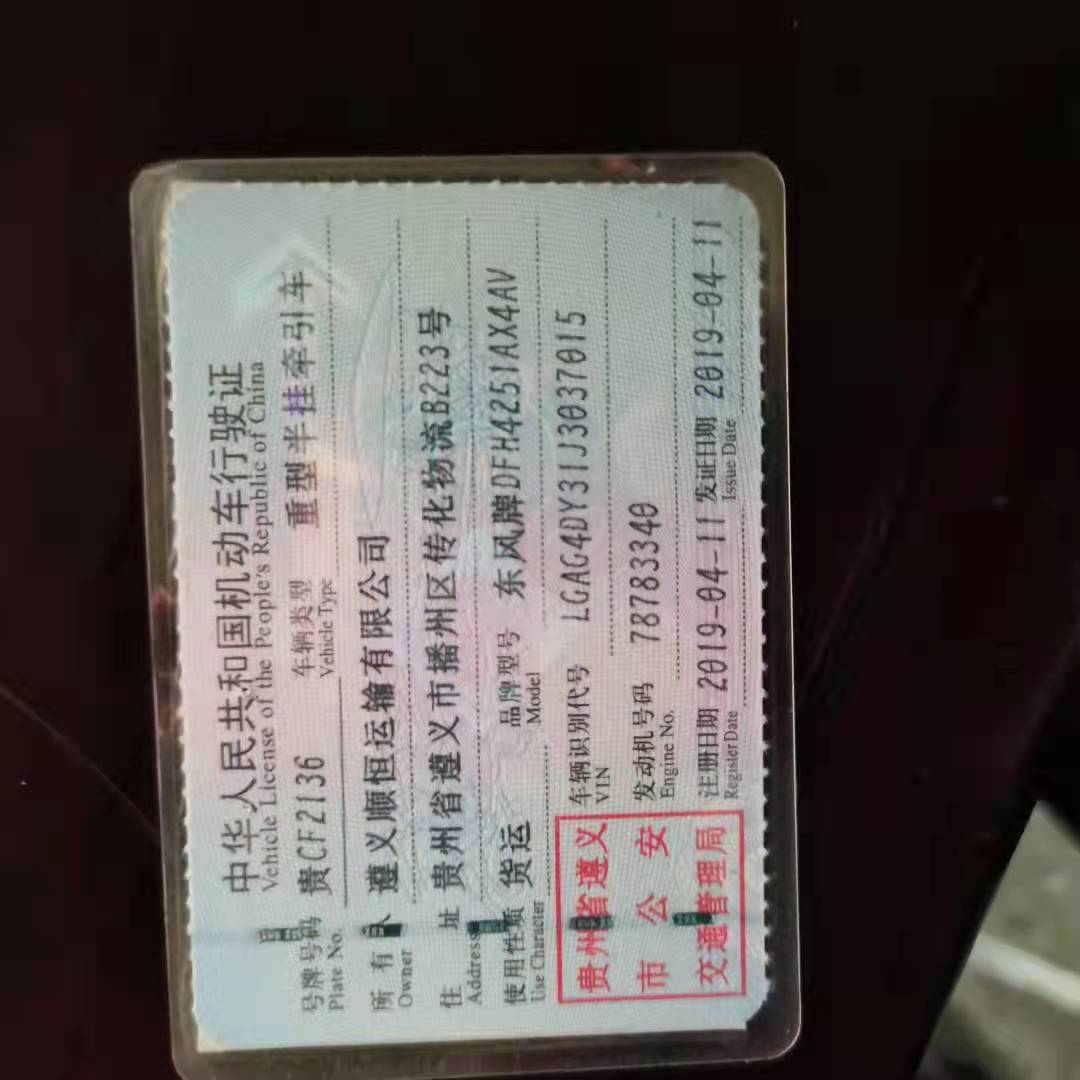 中华人民共和国机动车行驶证
Vehicle License of the People's Republic of China
号牌号码 贵CF2136 车辆类型 重型半挂牵引车
Plate No. Vehicle Type
所有人 遵义顺恒运输有限公司
Owner
住址 贵州省遵义市播州区传化物流B223号
Address
使用性质 货运 品牌型号 东风牌DFH4251AX4AV
Use Character Model
贵州省遵义
市公安
交通管理局
车辆识别代号 LGAG4DY31J3037015
VIN
发动机号码 78783340
Engine No.
注册日期 2019-04-11 发证日期 2019-04-11
Register Date Issue Date